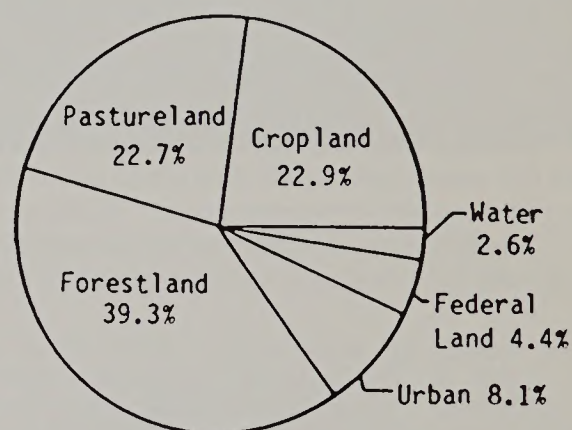 Pastureland
22.7%
Cropland
22.9%
Water
2.6%
Forestland
39.3%
Federal
Land 4.4%
Urban 8.1%